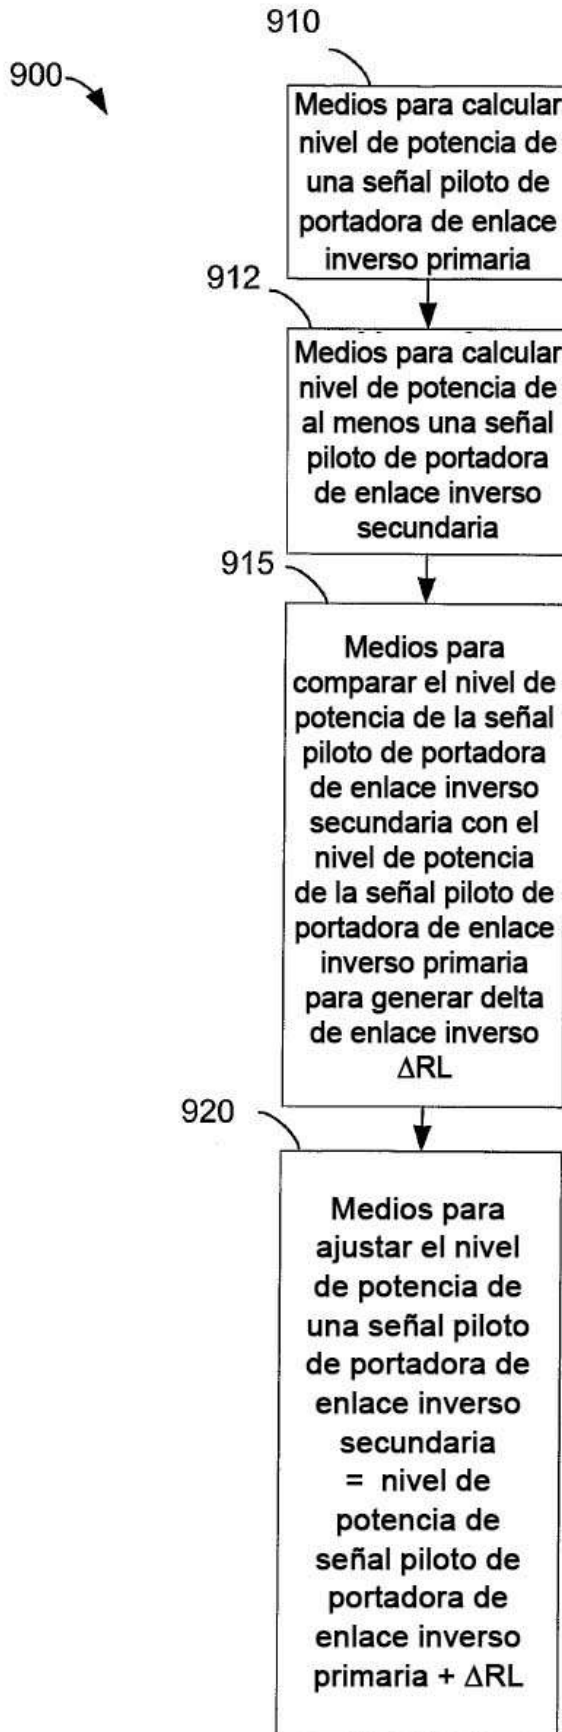 910
900
Medios para calcular
nivel de potencia de
una señal piloto de
portadora de enlace
inverso primaria
912
Medios para calcular
nivel de potencia de
al menos una señal
piloto de portadora
de enlace inverso
secundaria
915
Medios para
comparar el nivel de
potencia de la señal
piloto de portadora
de enlace inverso
secundaria con el
nivel de potencia
de la señal piloto de
portadora de enlace
inverso primaria
para generar delta
de enlace inverso
ΔRL
920
Medios para
ajustar el nivel
de potencia de
una señal piloto
de portadora de
enlace inverso
secundaria
= nivel de
potencia de
señal piloto de
portadora de
enlace inverso
primaria + ΔRL